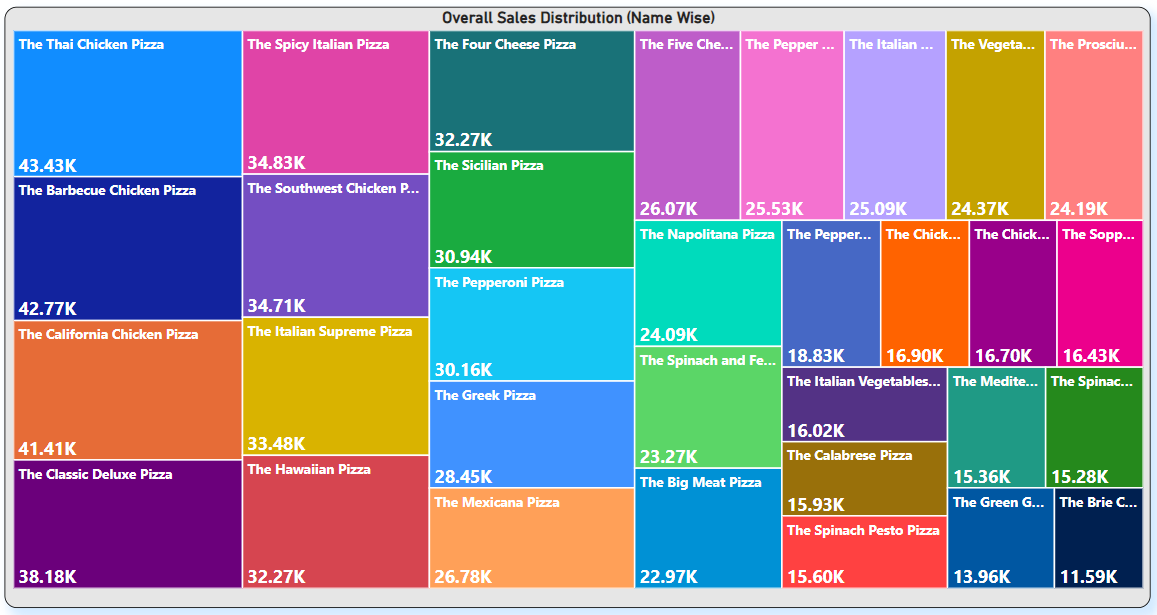 Overall Sales Distribution (Name Wise)
The Thai Chicken Pizza
43.43K
The Barbecue Chicken Pizza
42.77K
The California Chicken Pizza
41.41K
The Classic Deluxe Pizza
38.18K
The Spicy Italian Pizza
34.83K
The Southwest Chicken P...
34.71K
The Italian Supreme Pizza
33.48K
The Hawaiian Pizza
32.27K
The Four Cheese Pizza
32.27K
The Sicilian Pizza
30.94K
The Pepperoni Pizza
30.16K
The Greek Pizza
28.45K
The Mexicana Pizza
26.78K
The Five Che...
26.07K
The Pepper ...
25.53K
The Italian ...
25.09K
The Vegeta...
24.37K
The Prosciu...
24.19K
The Napolitana Pizza
24.09K
The Spinach and Fe...
23.27K
The Big Meat Pizza
22.97K
The Pepper...
18.83K
The Chick...
16.90K
The Chick...
16.70K
The Sopp...
16.43K
The Italian Vegetables...
16.02K
The Calabrese Pizza
15.93K
The Spinach Pesto Pizza
15.60K
The Medite...
15.36K
The Spinac...
15.28K
The Green G...
13.96K
The Brie C...
11.59K